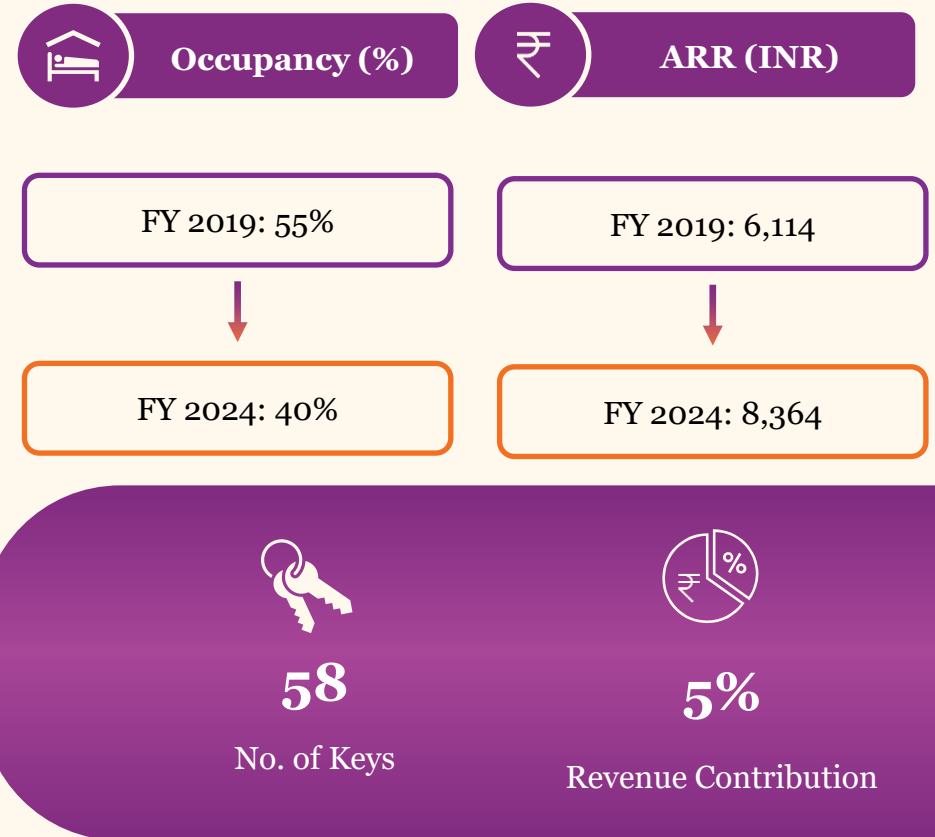 Occupancy (%)
ARR (INR)
FY 2019: 55%
FY 2019: 6,114
FY 2024: 40%
FY 2024: 8,364
₹ %
58
5%
No. of Keys
Revenue Contribution